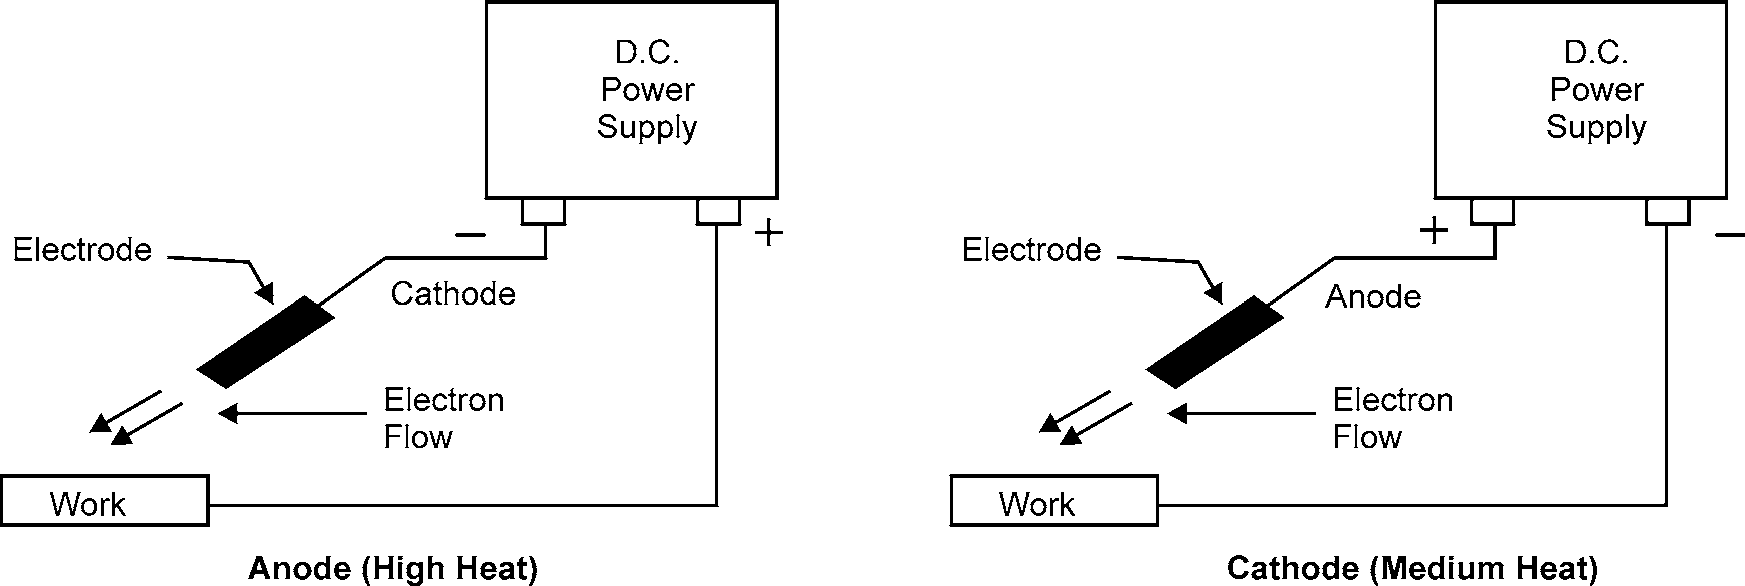 D.C.
Power
Supply
−
+
Electrode
Cathode
Electron
Flow
Work
Anode (High Heat)
D.C.
Power
Supply
+
−
Electrode
Anode
Electron
Flow
Work
Cathode (Medium Heat)